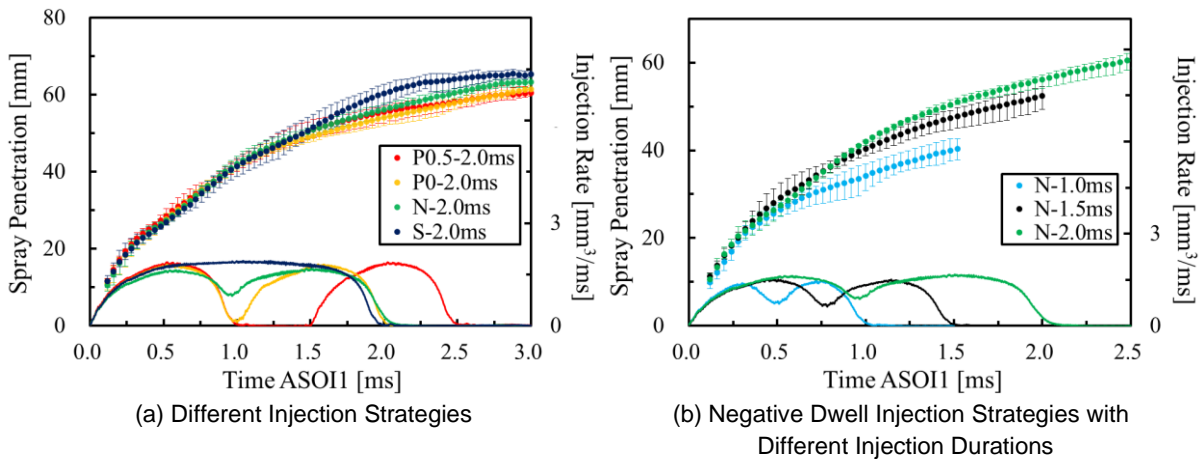 80
60
40
20
0
Spray Penetration [mm]
P0.5-2.0ms
P0-2.0ms
N-2.0ms
S-2.0ms
3
0
Injection Rate [mm³/ms]
0.0 0.5 1.0 1.5 2.0 2.5 3.0
Time ASOI1 [ms]
(a) Different Injection Strategies
60
40
20
0
Spray Penetration [mm]
N-1.0ms
N-1.5ms
N-2.0ms
3
0
Injection Rate [mm³/ms]
0.0 0.5 1.0 1.5 2.0 2.5
Time ASOI1 [ms]
(b) Negative Dwell Injection Strategies with
Different Injection Durations